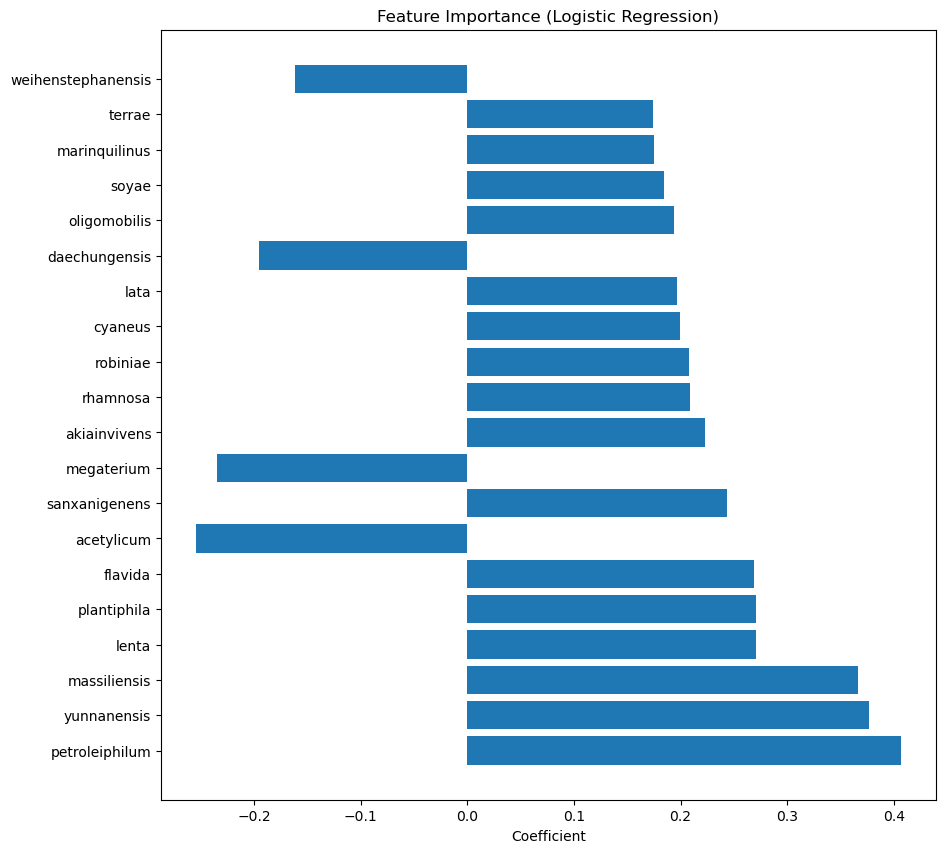 Feature Importance (Logistic Regression)
weihenstephanensis
terrae
marinquilinus
soyae
oligomobilis
daechungensis
lata
cyaneus
robiniae
rhamnosa
akiainvivens
megaterium
sanxanigenens
acetylicum
flavida
plantiphila
lenta
massiliensis
yunnanensis
petroleiphilum
−0.2 −0.1 0.0 0.1 0.2 0.3 0.4
Coefficient